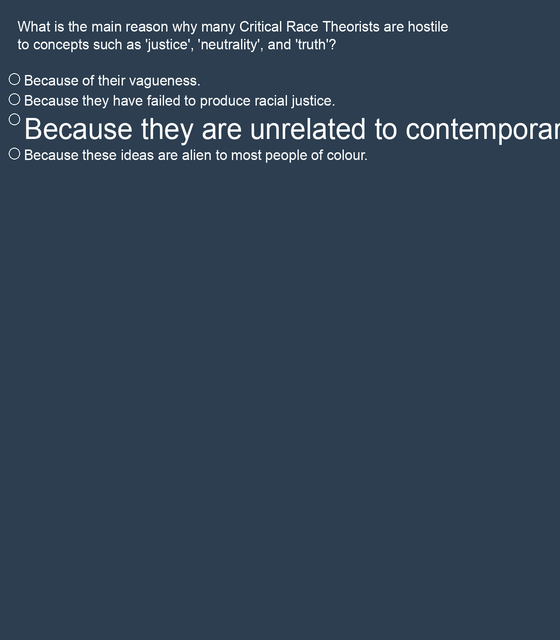 What is the main reason why many Critical Race Theorists are hostile
to concepts such as 'justice', 'neutrality', and 'truth'?
Because of their vagueness.
Because they have failed to produce racial justice.
Because they are unrelated to
Because these ideas are alien to most people of colour.